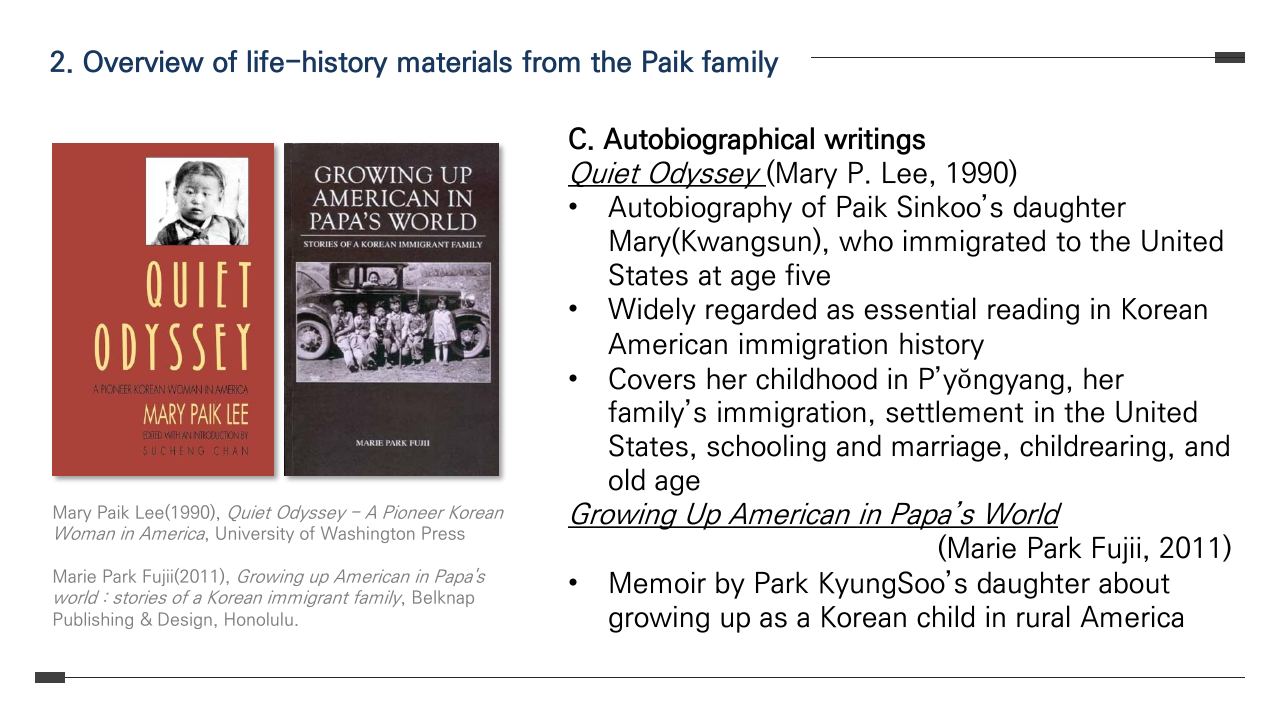 2. Overview of life-history materials from the Paik family
QUIET
ODYSSEY
A PIONEER KOREAN WOMAN IN AMERICA
MARY PAIK LEE
EDITED WITH AN INTRODUCTION BY
SUCHENG CHAN
GROWING UP
AMERICAN IN
PAPA'S WORLD
STORIES OF A KOREAN IMMIGRANT FAMILY
MARIE PARK FUJII
Mary Paik Lee(1990), Quiet Odyssey – A Pioneer Korean
Woman in America, University of Washington Press
Marie Park Fujii(2011), Growing up American in Papa's
world : stories of a Korean immigrant family, Belknap
Publishing & Design, Honolulu.
C. Autobiographical writings
Quiet Odyssey (Mary P. Lee, 1990)
• Autobiography of Paik Sinkoo’s daughter
Mary(Kwangsun), who immigrated to the United
States at age five
• Widely regarded as essential reading in Korean
American immigration history
• Covers her childhood in P’yŏngyang, her
family’s immigration, settlement in the United
States, schooling and marriage, childrearing, and
old age
Growing Up American in Papa’s World
(Marie Park Fujii, 2011)
• Memoir by Park KyungSoo’s daughter about
growing up as a Korean child in rural America